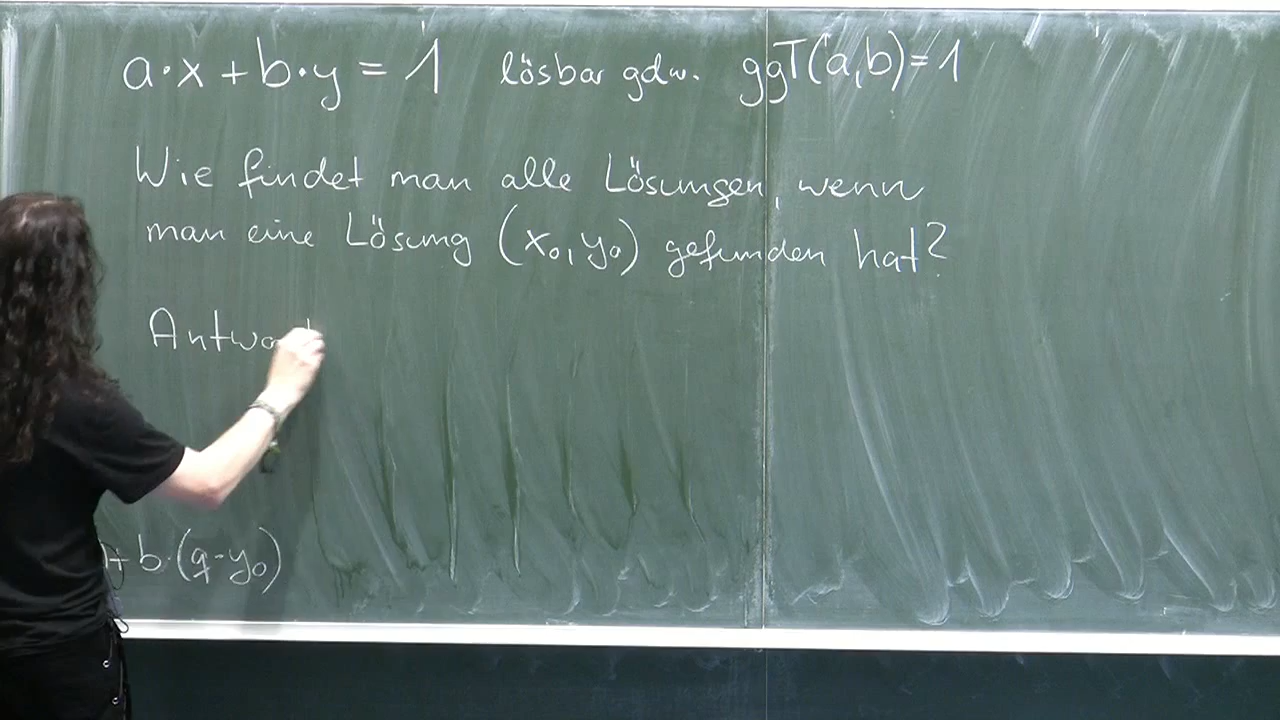 a·x + b·y = 1 lösbar gdw. ggT(a,b)=1
Wie findet man alle Lösungen, wenn
man eine Lösung (x₀, y₀) gefunden hat?
Antwort
+ b·(q-y₀)